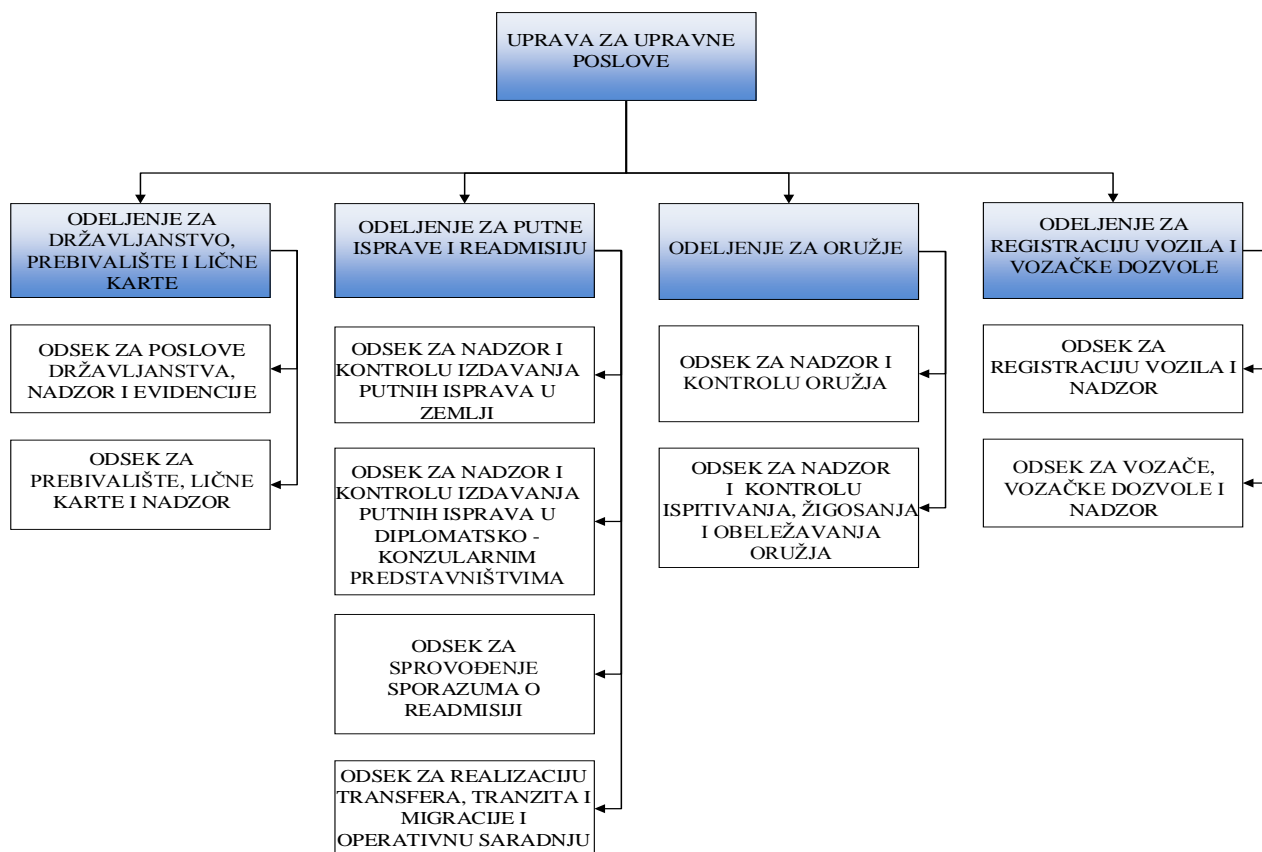 UPRAVA ZA UPRAVNE
POSLOVE
ODELJENJE ZA
DRŽAVLJANSTVO,
PREBIVALIŠTE I LIČNE
KARTE
ODSEK ZA POSLOVE
DRŽAVLJANSTVA,
NADZOR I EVIDENCIJE
ODSEK ZA
PREBIVALIŠTE, LIČNE
KARTE I NADZOR
ODELJENJE ZA PUTNE
ISPRAVE I READMISIJU
ODSEK ZA NADZOR I
KONTROLU IZDAVANJA
PUTNIH ISPRAVA U
ZEMLJI
ODSEK ZA NADZOR I
KONTROLU IZDAVANJA
PUTNIH ISPRAVA U
DIPLOMATSKO -
KONZULARNIM
PREDSTAVNIŠTVIMA
ODSEK ZA
SPROVOĐENJE
SPORAZUMA O
READMISIJI
ODSEK ZA REALIZACIJU
TRANSFERA, TRANZITA I
MIGRACIJE I
OPERATIVNU SARADNJU
ODELJENJE ZA ORUŽJE
ODSEK ZA NADZOR I
KONTROLU ORUŽJA
ODSEK ZA NADZOR
I KONTROLU
ISPITIVANJA, ŽIGOSANJA
I OBELEŽAVANJA
ORUŽJA
ODELJENJE ZA
REGISTRACIJU VOZILA I
VOZAČKE DOZVOLE
ODSEK ZA
REGISTRACIJU VOZILA I
NADZOR
ODSEK ZA VOZAČE,
VOZAČKE DOZVOLE I
NADZOR